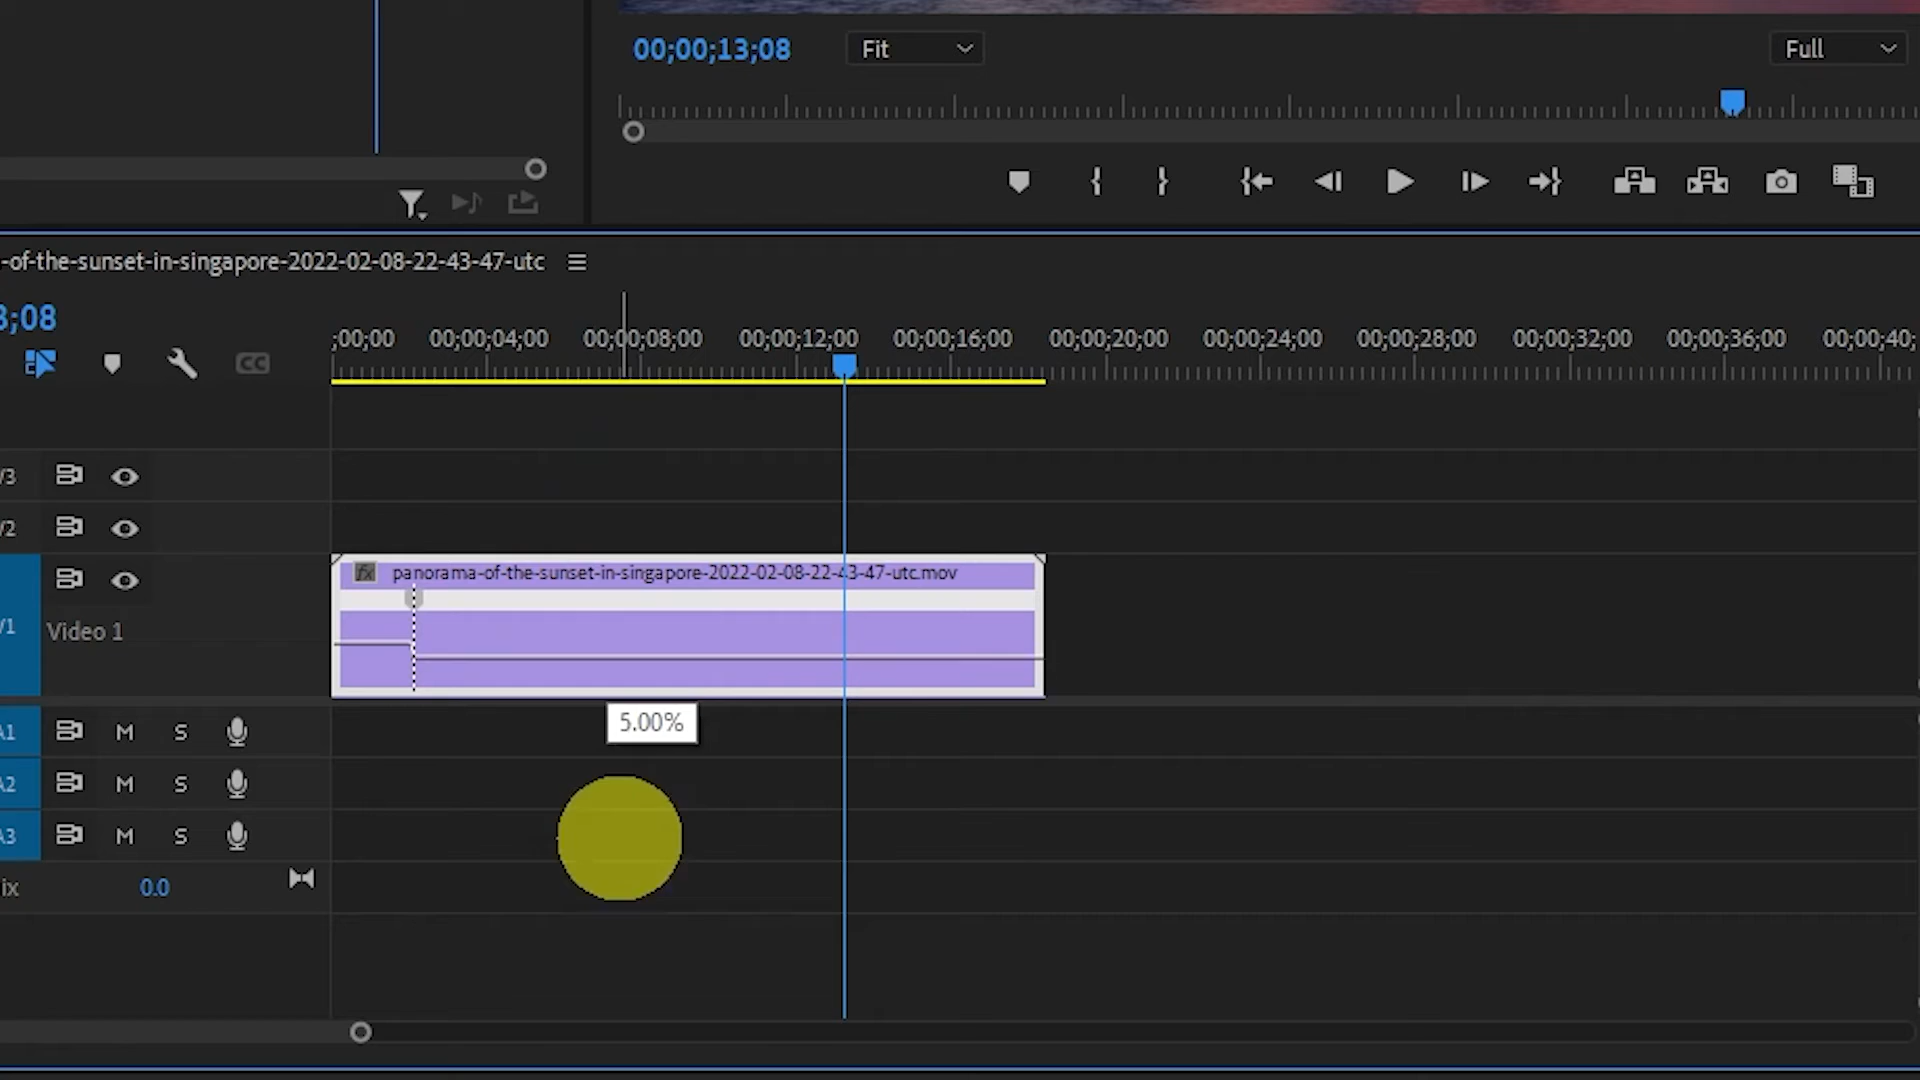 00;00;13;08
Fit
Full
-of-the-sunset-in-singapore-2022-02-08-22-43-47-utc
3;08
;00;00
00;00;04;00
00;00;08;00
00;00;12;00
00;00;16;00
00;00;20;00
00;00;24;00
00;00;28;00
00;00;32;00
00;00;36;00
00;00;40;
CC
V3
V2
fx panorama-of-the-sunset-in-singapore-2022-02-08-22-43-47-utc.mov
V1
Video 1
5.00%
A1 M S
A2 M S
A3 M S
ix 0.0